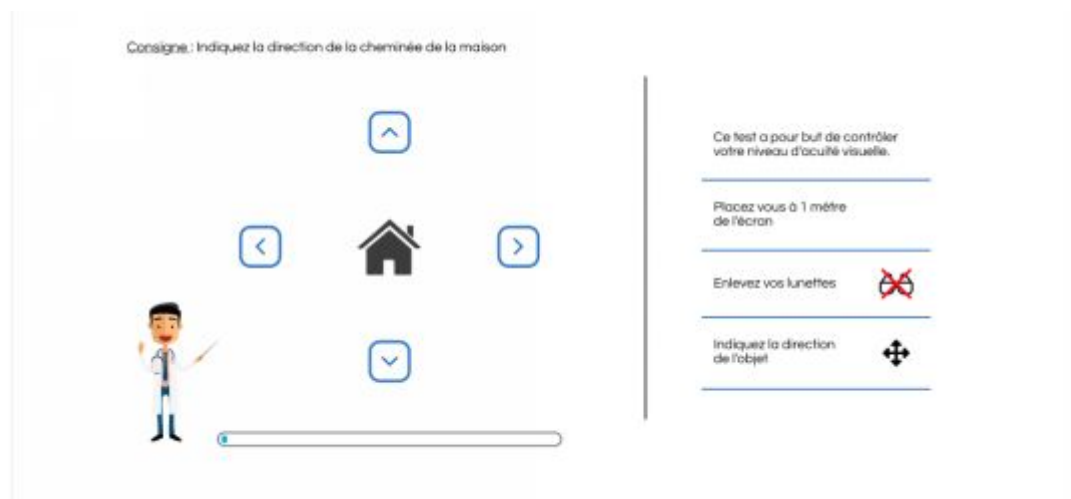 Consigne : Indiquez la direction de la cheminée de la maison
Ce test a pour but de contrôler
votre niveau d'acuité visuelle.
Placez vous à 1 mètre
de l'écran
Enlevez vos lunettes
Indiquez la direction
de l'objet